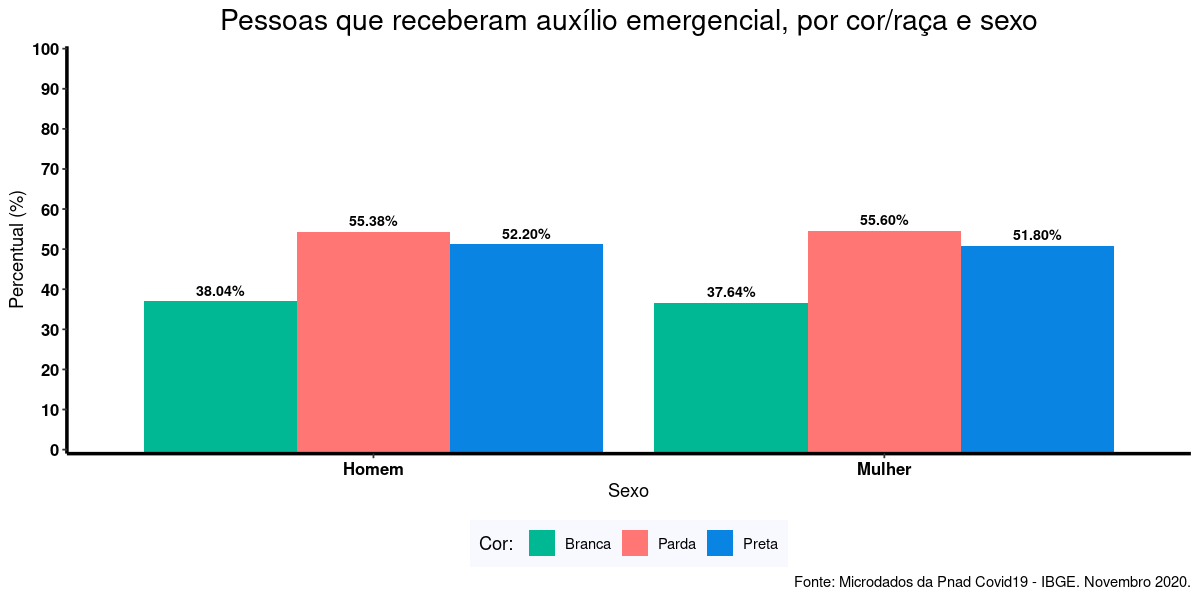 Pessoas que receberam auxílio emergencial, por cor/raça e sexo
Percentual (%)
100
90
80
70
60
50
40
30
20
10
0
38.04%
55.38%
52.20%
37.64%
55.60%
51.80%
Homem
Mulher
Sexo
Cor: Branca Parda Preta
Fonte: Microdados da Pnad Covid19 - IBGE. Novembro 2020.